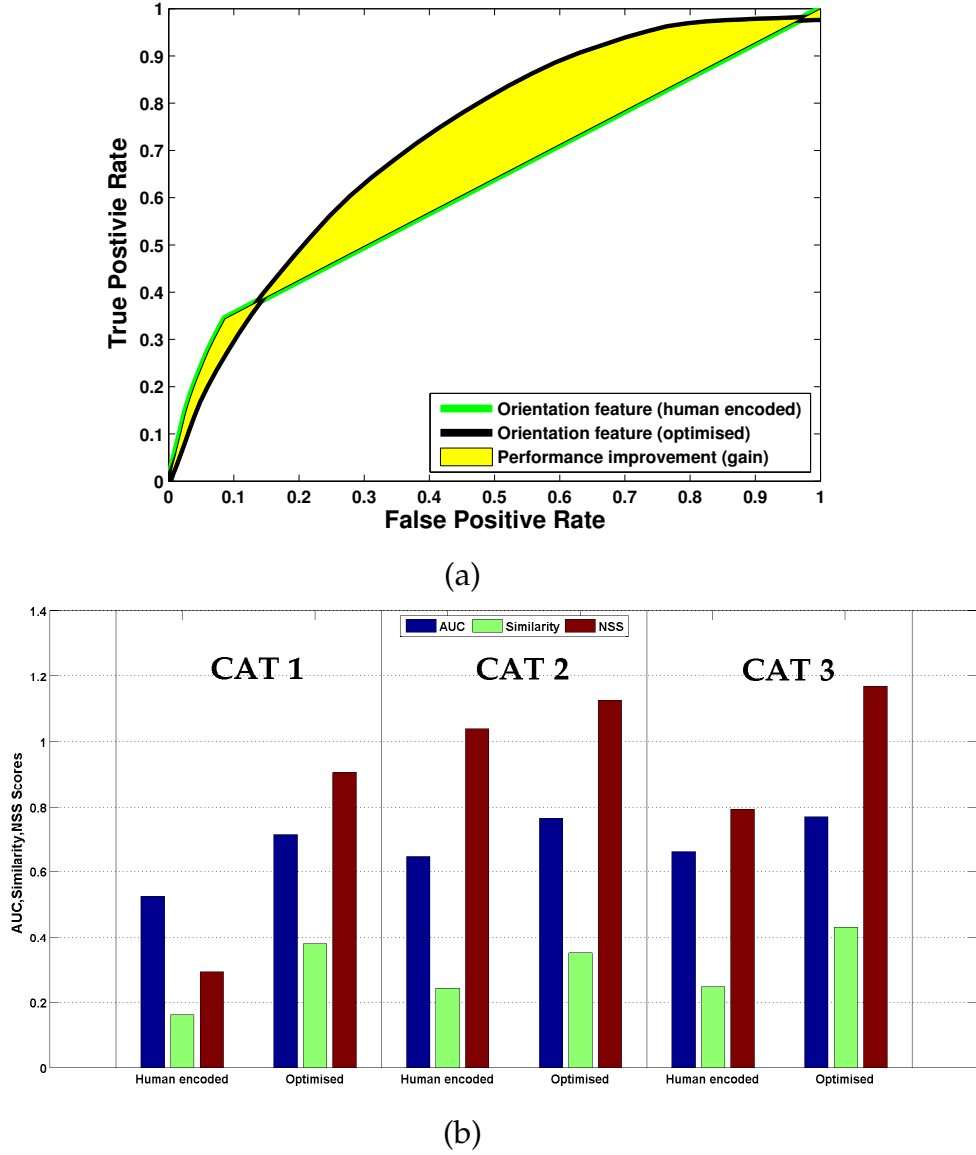 1
0.9
0.8
0.7
0.6
0.5
0.4
0.3
0.2
0.1
0
True Postivie Rate
Orientation feature (human encoded)
Orientation feature (optimised)
Performance improvement (gain)
0 0.1 0.2 0.3 0.4 0.5 0.6 0.7 0.8 0.9 1
False Positive Rate
(a)
1.4
1.2
1
0.8
0.6
0.4
0.2
0
AUC,Similarity,NSS Scores
AUC Similarity NSS
CAT 1 CAT 2 CAT 3
Human encoded Optimised Human encoded Optimised Human encoded Optimised
(b)